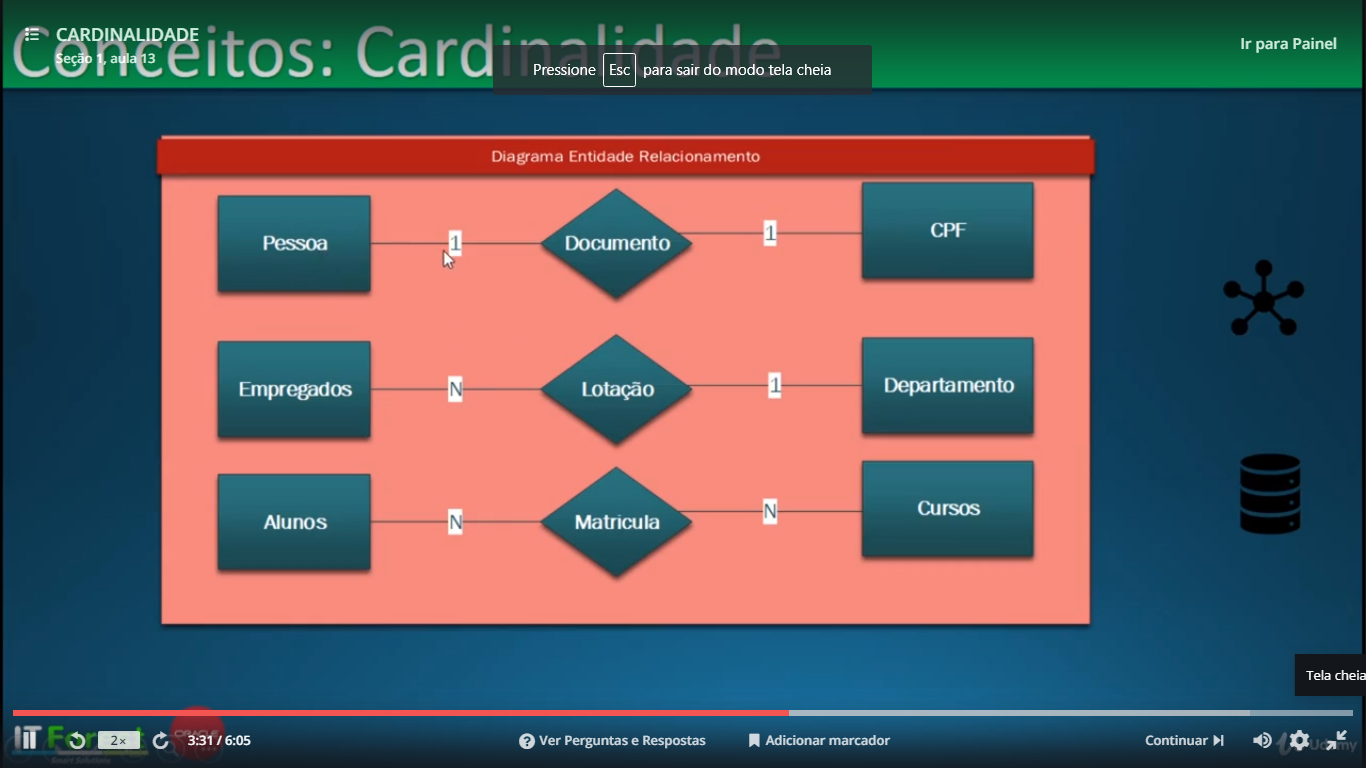 Conceitos: Cardinalidade
CARDINALIDADE
Seção 1, aula 13
Ir para Painel
Pressione Esc para sair do modo tela cheia
Diagrama Entidade Relacionamento
Pessoa 1 Documento 1 CPF
Empregados N Lotação 1 Departamento
Alunos N Matricula N Cursos
Tela cheia
2× 3:31 / 6:05 Ver Perguntas e Respostas Adicionar marcador Continuar
Udemy